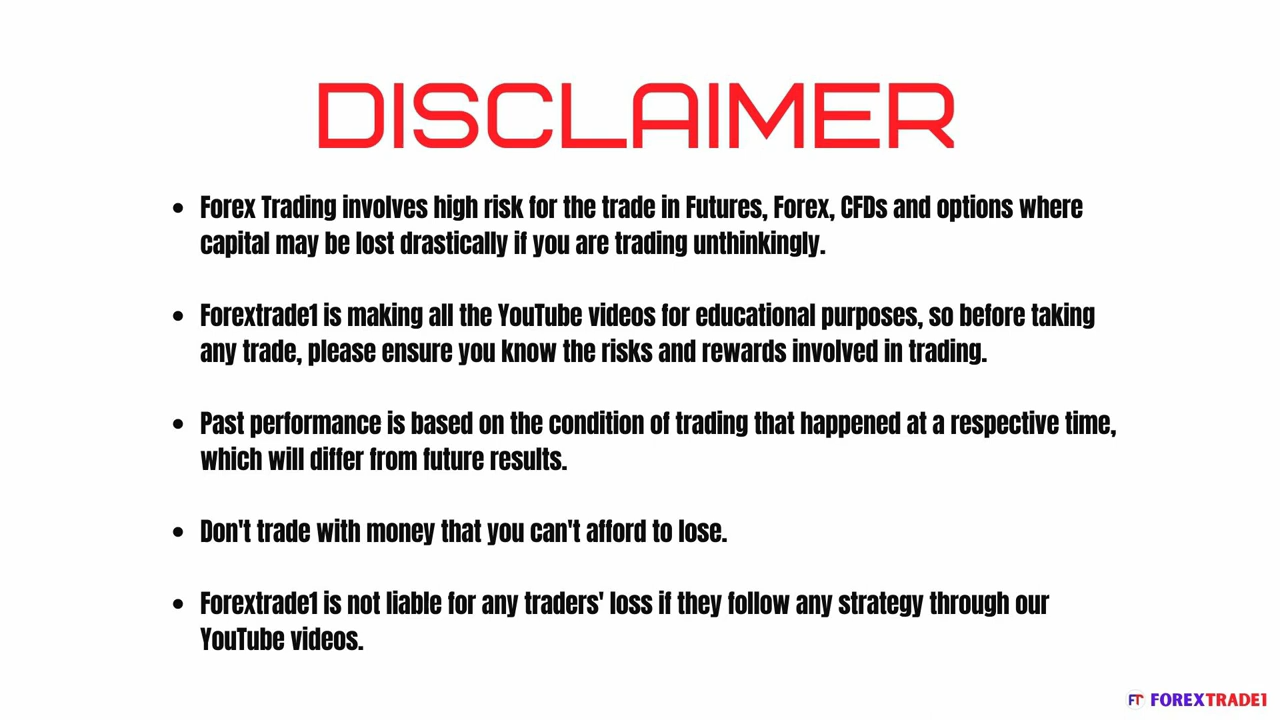 DISCLAIMER
• Forex Trading involves high risk for the trade in Futures, Forex, CFDs and options where
capital may be lost drastically if you are trading unthinkingly.
• Forextrade1 is making all the YouTube videos for educational purposes, so before taking
any trade, please ensure you know the risks and rewards involved in trading.
• Past performance is based on the condition of trading that happened at a respective time,
which will differ from future results.
• Don't trade with money that you can't afford to lose.
• Forextrade1 is not liable for any traders' loss if they follow any strategy through our
YouTube videos.
FT FOREXTRADE1